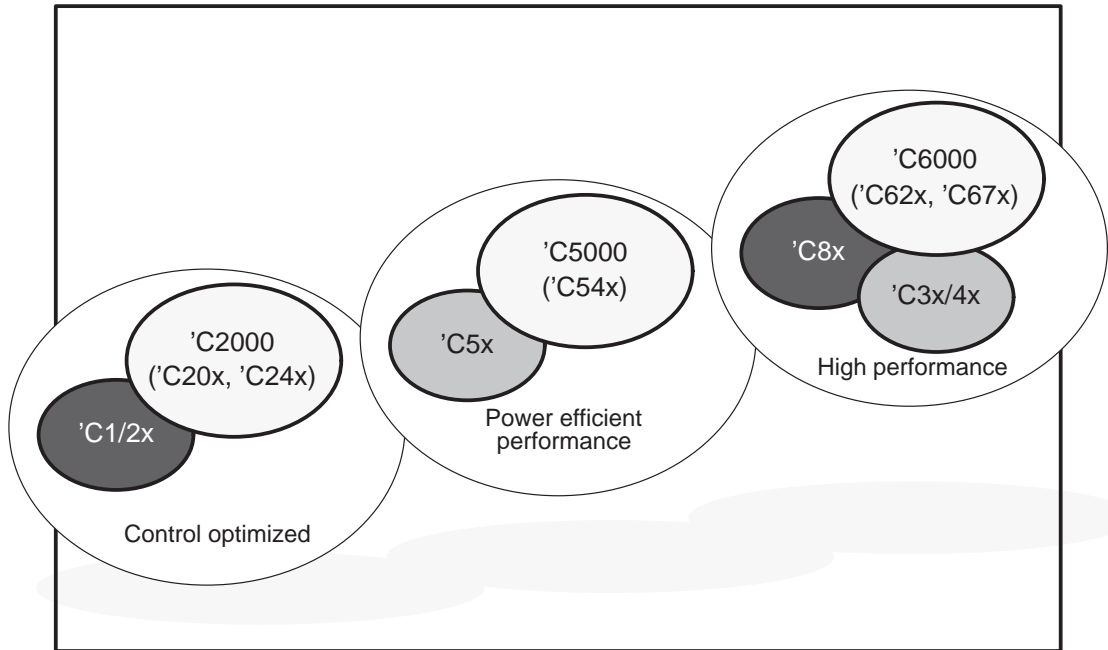 ’C6000
(’C62x, ’C67x)
’C8x
’C3x/4x
High performance
’C5000
(’C54x)
’C5x
Power efficient
performance
’C2000
(’C20x, ’C24x)
’C1/2x
Control optimized